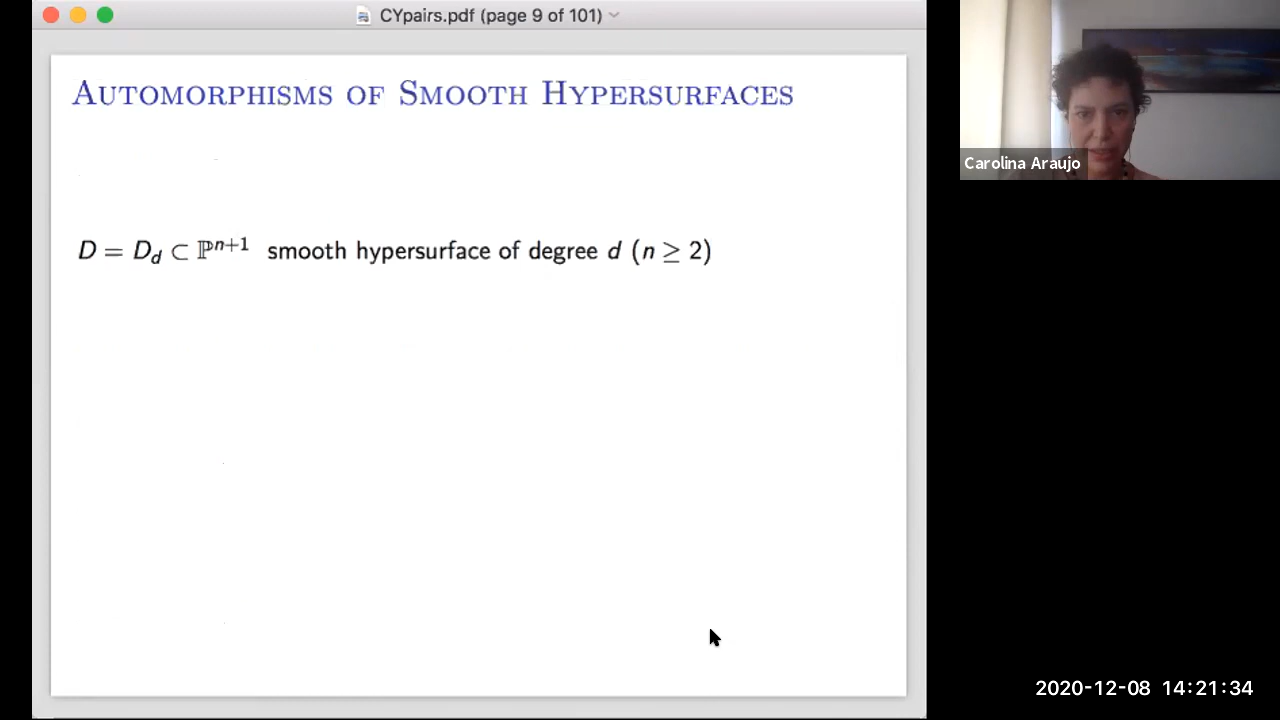 CYpairs.pdf (page 9 of 101)
AUTOMORPHISMS OF SMOOTH HYPERSURFACES
D = D_d ⊂ ℙ^{n+1} smooth hypersurface of degree d (n ≥ 2)
Carolina Araujo
2020-12-08 14:21:34